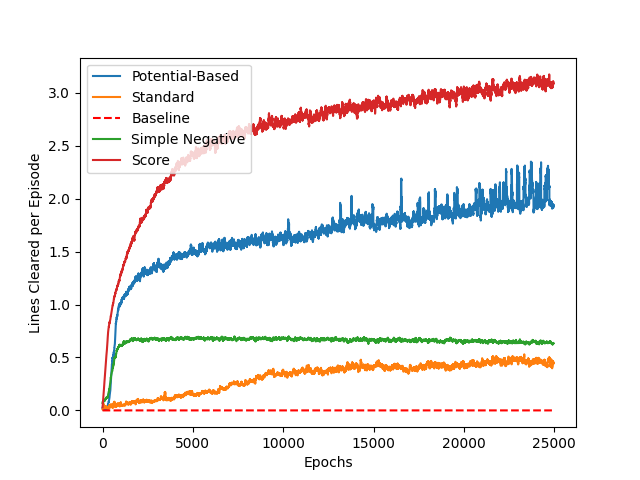 Potential-Based
Standard
Baseline
Simple Negative
Score
Lines Cleared per Episode
3.0
2.5
2.0
1.5
1.0
0.5
0.0
0 5000 10000 15000 20000 25000
Epochs